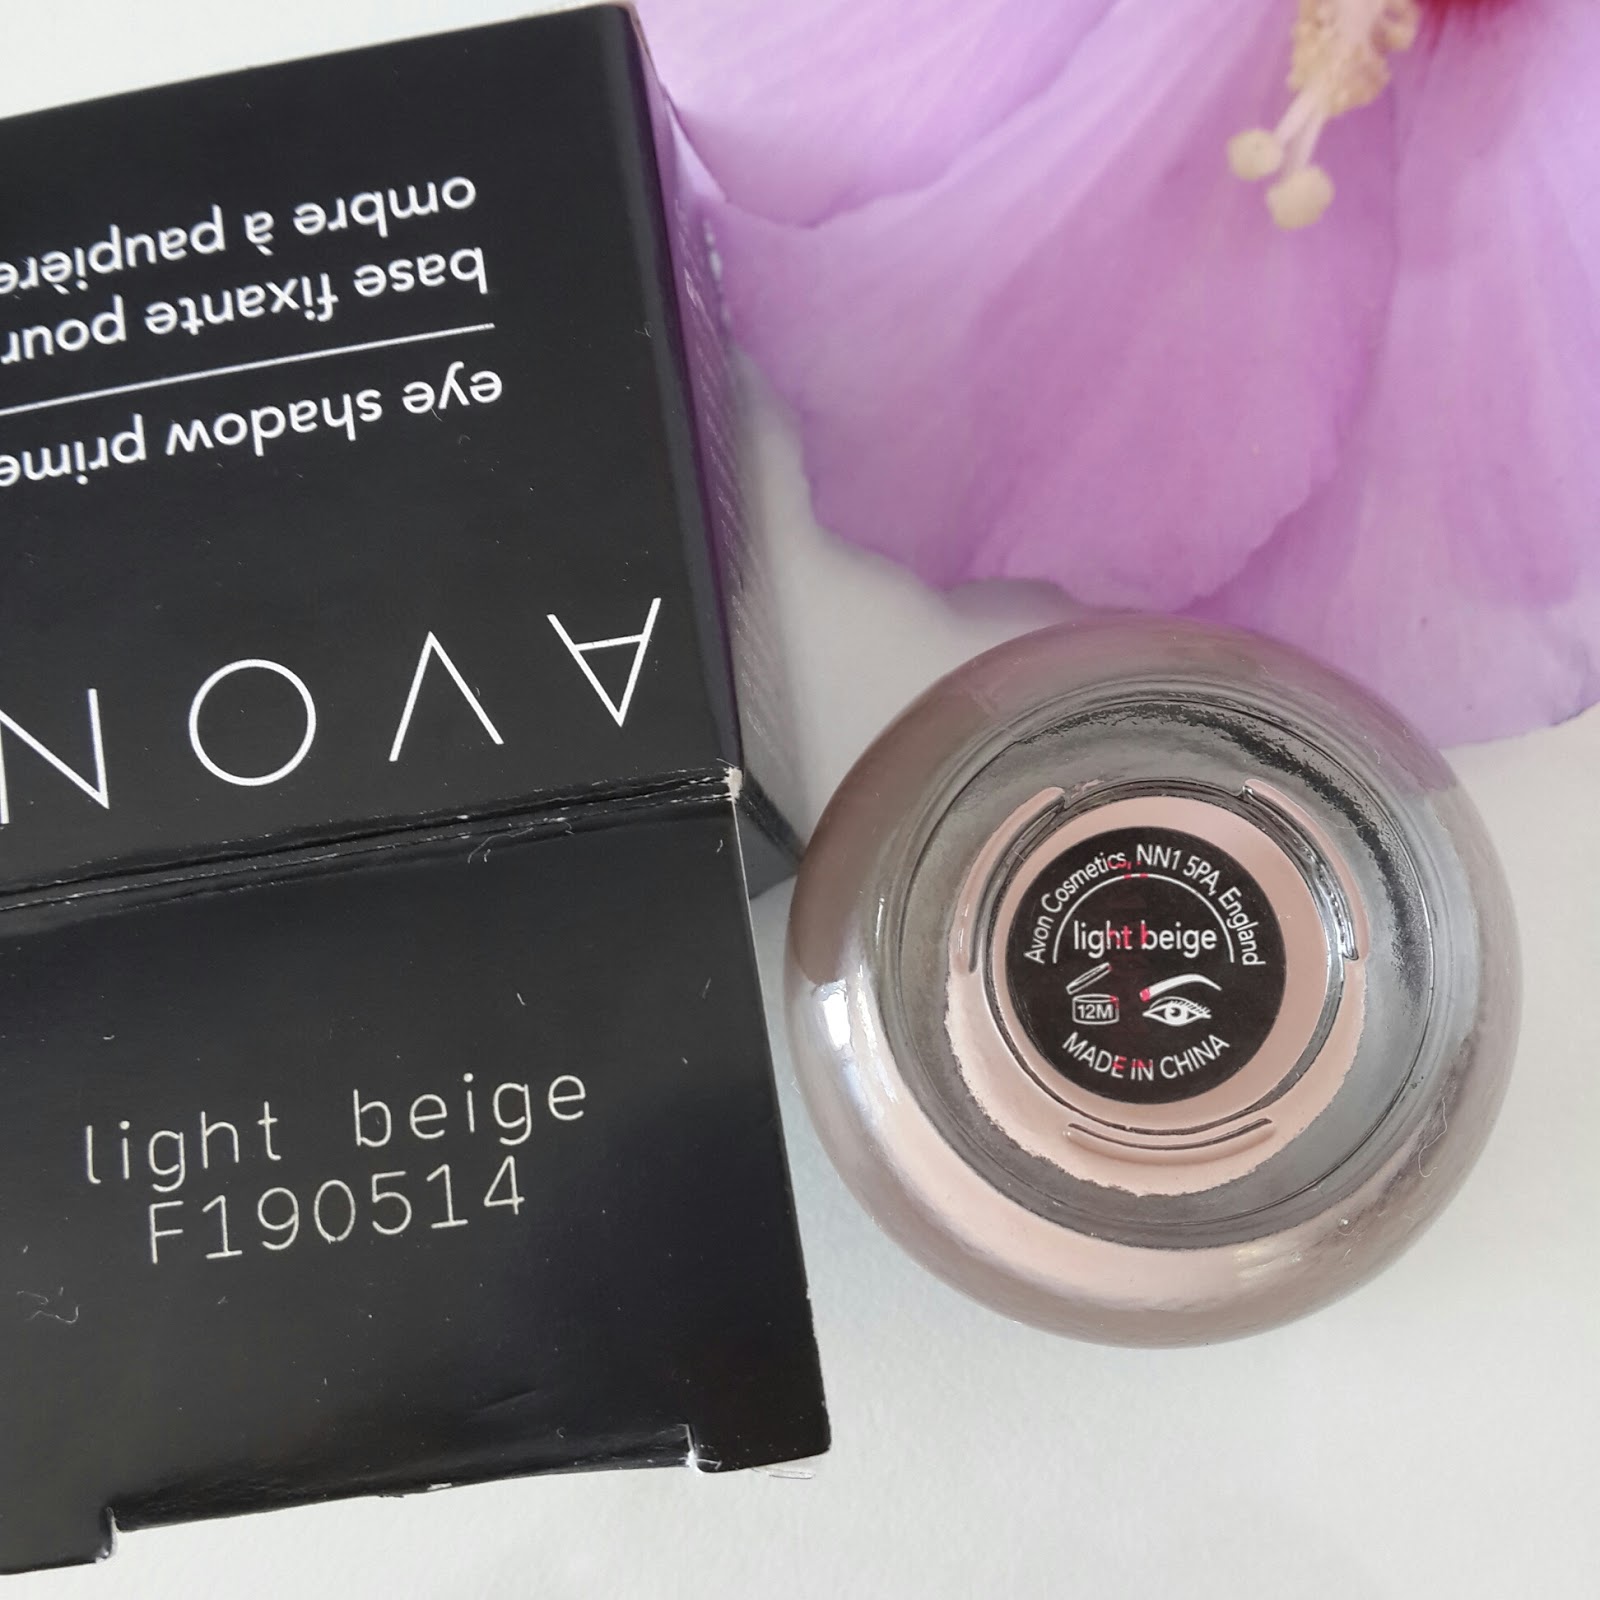 AVON
eye shadow prime
base fixante pour
ombre à paupière
light beige
F190514
Avon Cosmetics, NN1 5PA, England
light beige
12M
MADE IN CHINA